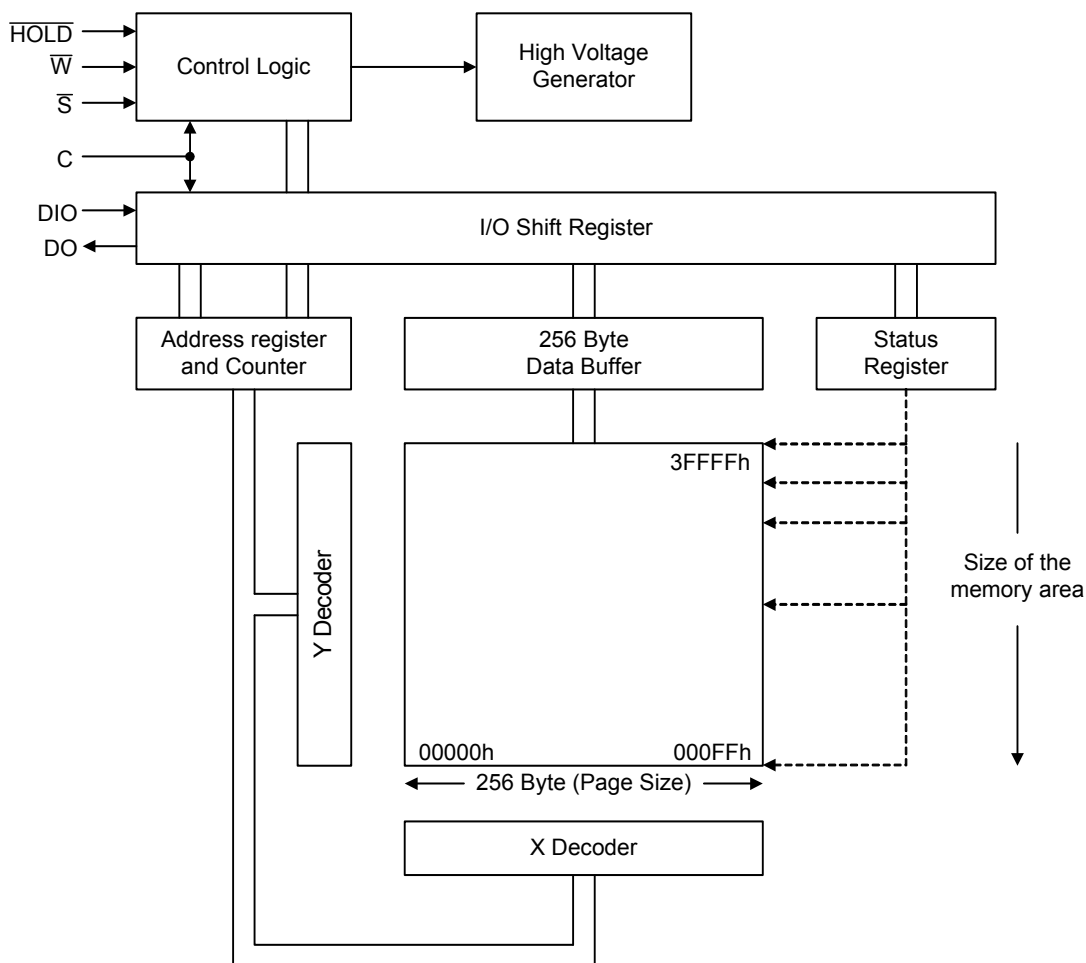 HOLD
W
S
C
DIO
DO
Control Logic
High Voltage
Generator
I/O Shift Register
Address register
and Counter
256 Byte
Data Buffer
Status
Register
3FFFFh
Y Decoder
Size of the
memory area
00000h
000FFh
256 Byte (Page Size)
X Decoder